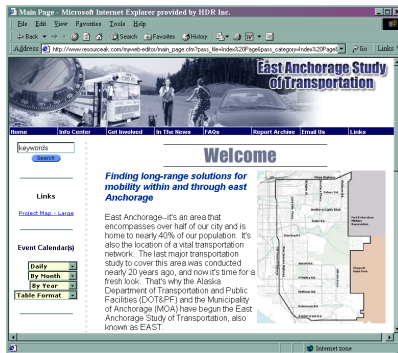 Main Page - Microsoft Internet Explorer provided by HDR Inc.
File Edit View Favorites Tools Help
Back Search Favorites History
Address http://www.resouceak.com/myweb-editor/main_page.cfm?pass_file=Index%20Page&pass_category=Index%20Page& Go Links
East Anchorage Study
of Transportation
Home Info Center Get Involved In The News FAQs Report Archive Email Us Links
keywords
Search
Links
Project Map - Large
Event Calendar(s)
Daily
By Month
By Year
Table Format
Welcome
Finding long-range solutions for
mobility within and through east
Anchorage
East Anchorage--it's an area that
encompasses over half of our city and is
home to nearly 40% of our population. It's
also the location of a vital transportation
network. The last major transportation
study to cover this area was conducted
nearly 20 years ago, and now it's time for a
fresh look. That's why the Alaska
Department of Transportation and Public
Facilities (DOT&PF) and the Municipality
of Anchorage (MOA) have begun the East
Anchorage Study of Transportation, also
known as EAST.
Internet zone